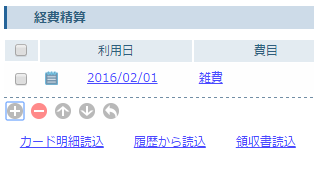 経費精算
利用日 費目
2016/02/01 雑費
カード明細読込 履歴から読込 領収書読込